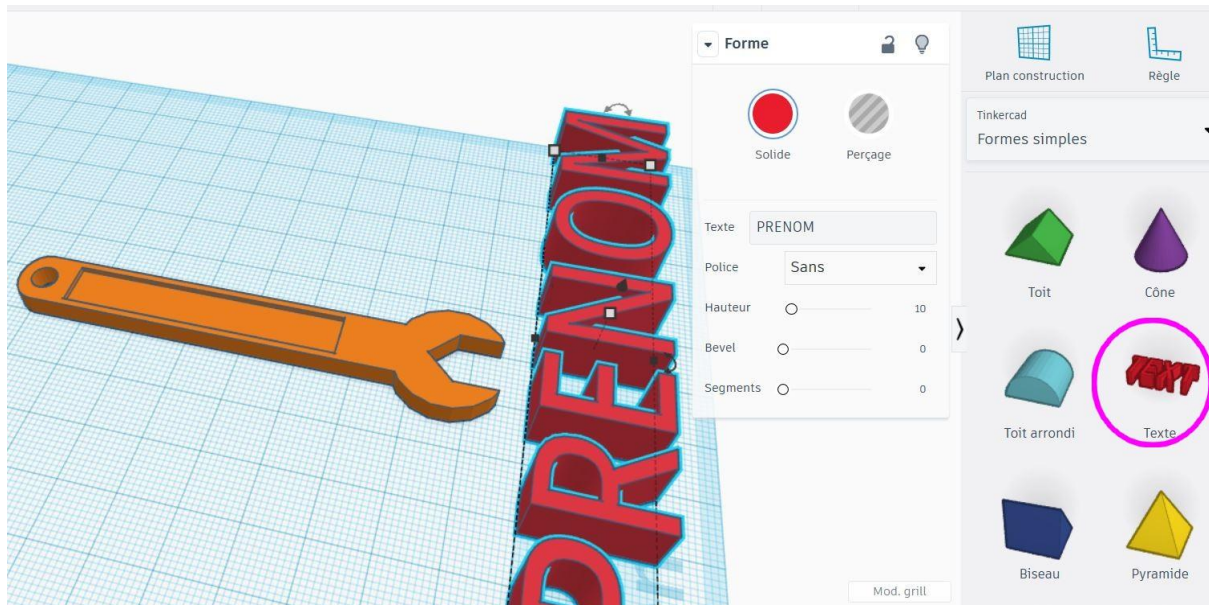 Forme
Solide
Perçage
Texte PRENOM
Police Sans
Hauteur 10
Bevel 0
Segments 0
PRENOM
Mod. grill
Plan construction
Règle
Tinkercad
Formes simples
Toit
Cône
TEXT
Toit arrondi
Texte
Biseau
Pyramide